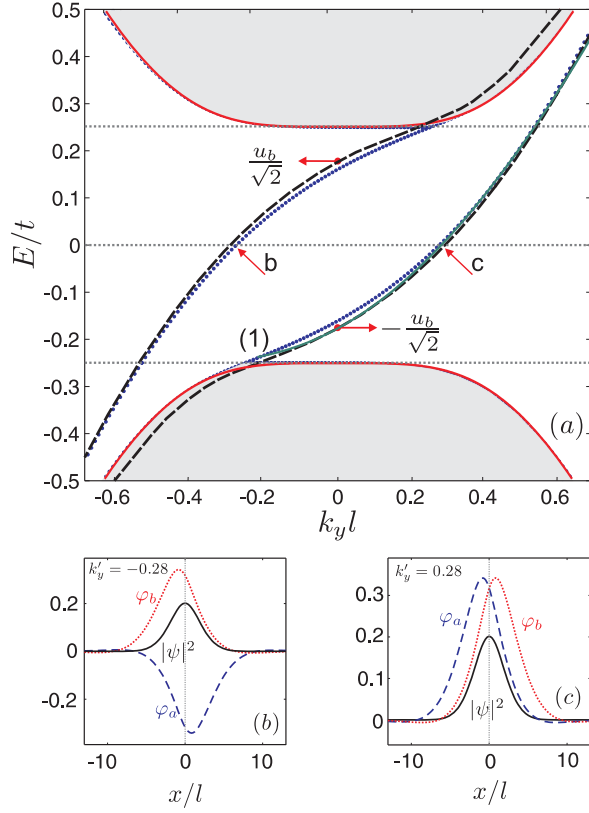 0.5
0.4
0.3
0.2
0.1
0
-0.1
-0.2
-0.3
-0.4
-0.5
E/t
u_b/√2
b
c
(1)
− u_b/√2
(a)
-0.6 -0.4 -0.2 0 0.2 0.4 0.6
k_y l
k′_y = −0.28
φ_b
|ψ|²
φ_a
(b)
0.2
0
-0.2
-10 0 10
x/l
k′_y = 0.28
φ_a
φ_b
|ψ|²
(c)
0.3
0.2
0.1
0
-10 0 10
x/l